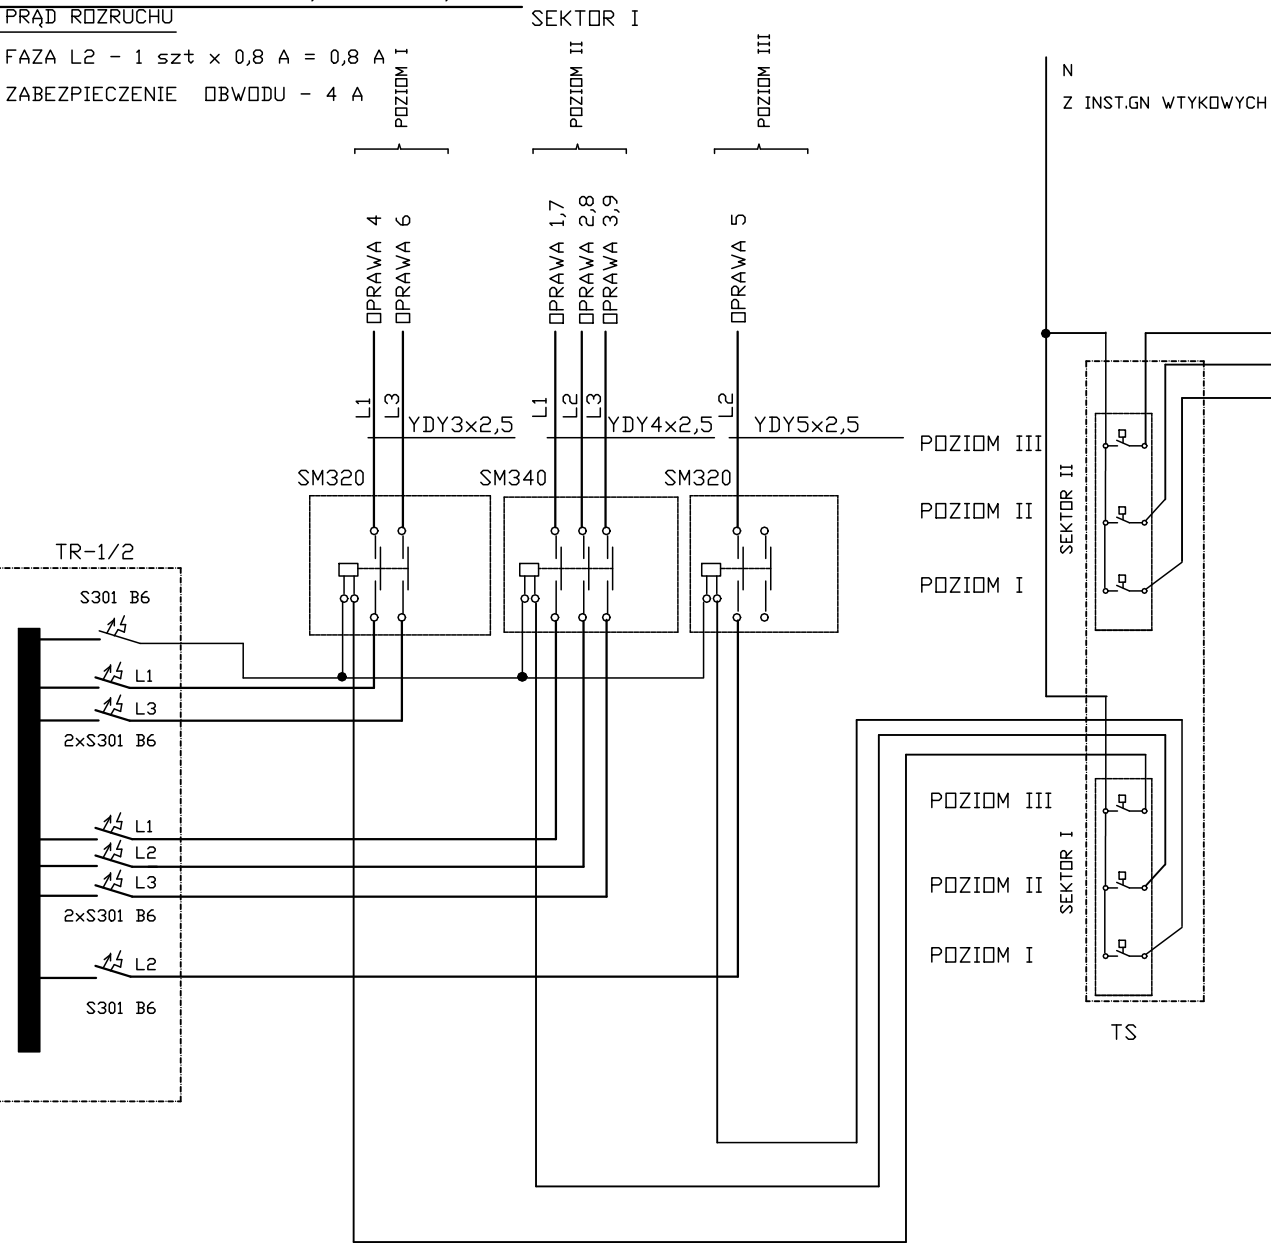 PRĄD ROZRUCHU
SEKTOR I
FAZA L2 - 1 szt x 0,8 A = 0,8 A
ZABEZPIECZENIE OBWODU - 4 A
POZIOM I
POZIOM II
POZIOM III
N
Z INST.GN WTYKOWYCH
OPRAWA 4
OPRAWA 6
OPRAWA 1,7
OPRAWA 2,8
OPRAWA 3,9
OPRAWA 5
L1
L3
L1
L2
L3
L2
YDY3x2,5
YDY4x2,5
YDY5x2,5
SM320
SM340
SM320
POZIOM III
POZIOM II
POZIOM I
SEKTOR II
TR-1/2
S301 B6
L1
L3
2xS301 B6
L1
L2
L3
2xS301 B6
L2
S301 B6
POZIOM III
POZIOM II
POZIOM I
SEKTOR I
TS